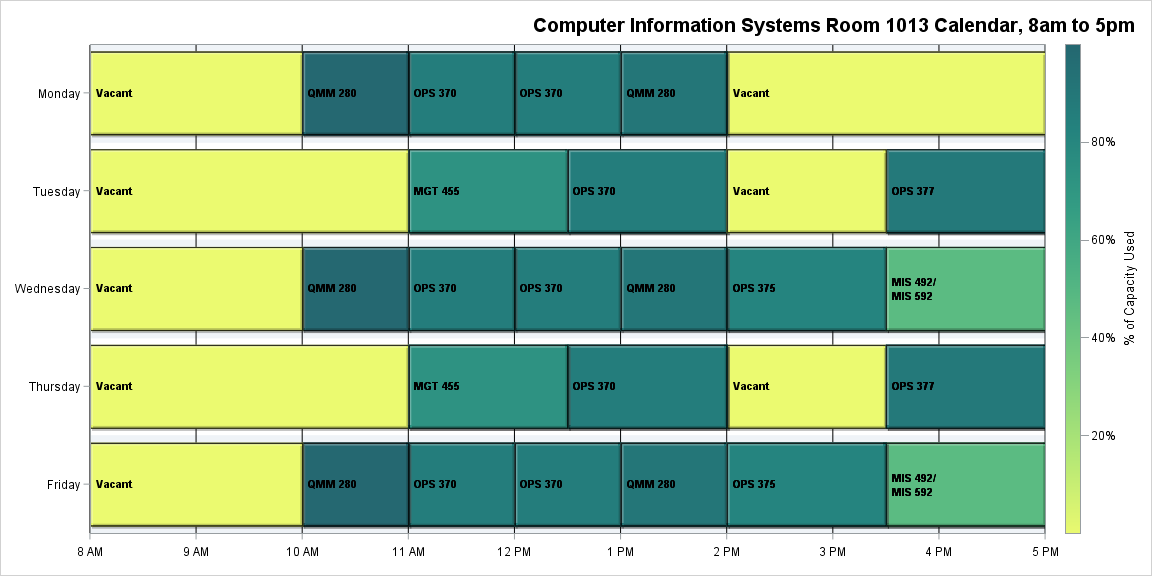 Computer Information Systems Room 1013 Calendar, 8am to 5pm
Monday
Vacant
QMM 280
OPS 370
OPS 370
QMM 280
Vacant
Tuesday
Vacant
MGT 455
OPS 370
Vacant
OPS 377
Wednesday
Vacant
QMM 280
OPS 370
OPS 370
QMM 280
OPS 375
MIS 492/
MIS 592
Thursday
Vacant
MGT 455
OPS 370
Vacant
OPS 377
Friday
Vacant
QMM 280
OPS 370
OPS 370
QMM 280
OPS 375
MIS 492/
MIS 592
8 AM
9 AM
10 AM
11 AM
12 PM
1 PM
2 PM
3 PM
4 PM
5 PM
80%
60%
40%
20%
% of Capacity Used